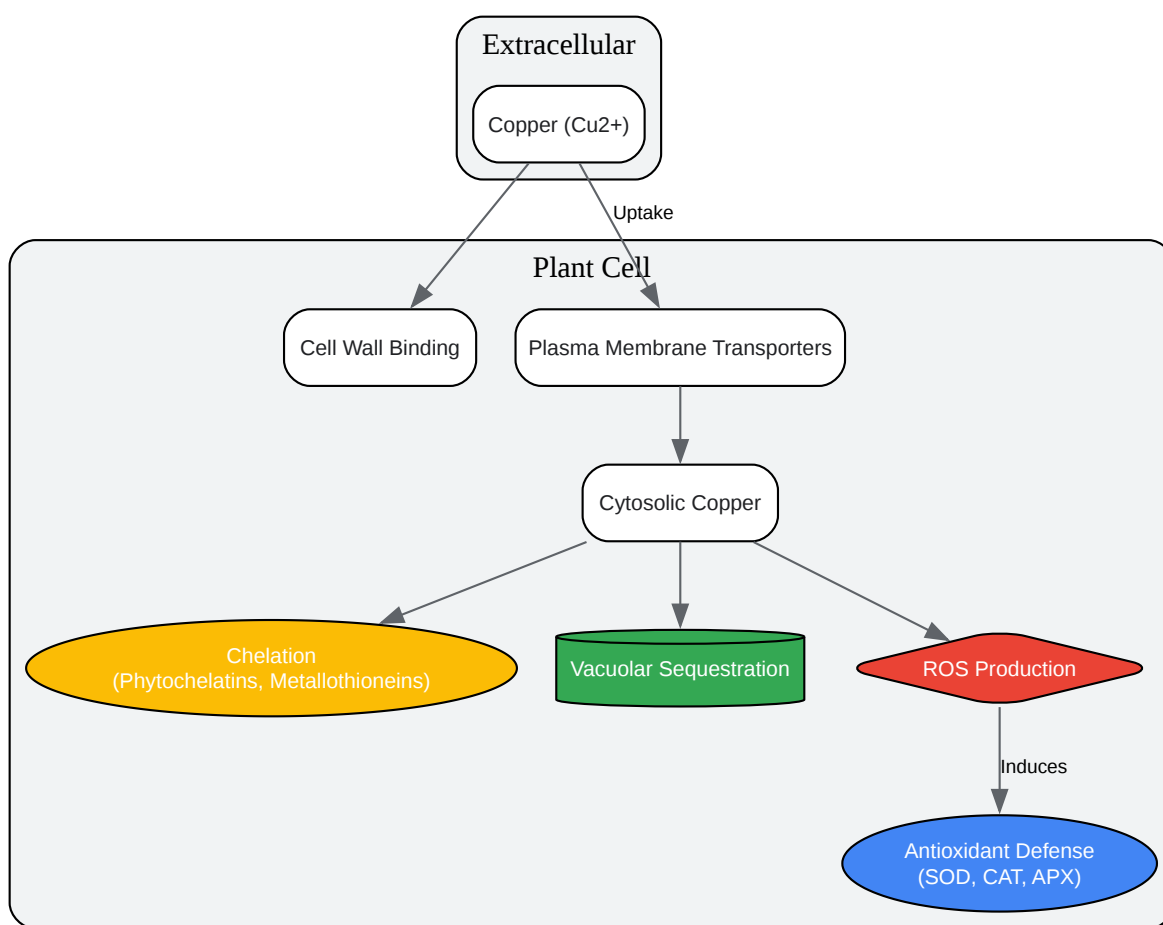 Extracellular
Copper (Cu2+)
Uptake
Plant Cell
Cell Wall Binding
Plasma Membrane Transporters
Cytosolic Copper
Chelation
(Phytochelatins, Metallothioneins)
Vacuolar Sequestration
ROS Production
Induces
Antioxidant Defense
(SOD, CAT, APX)